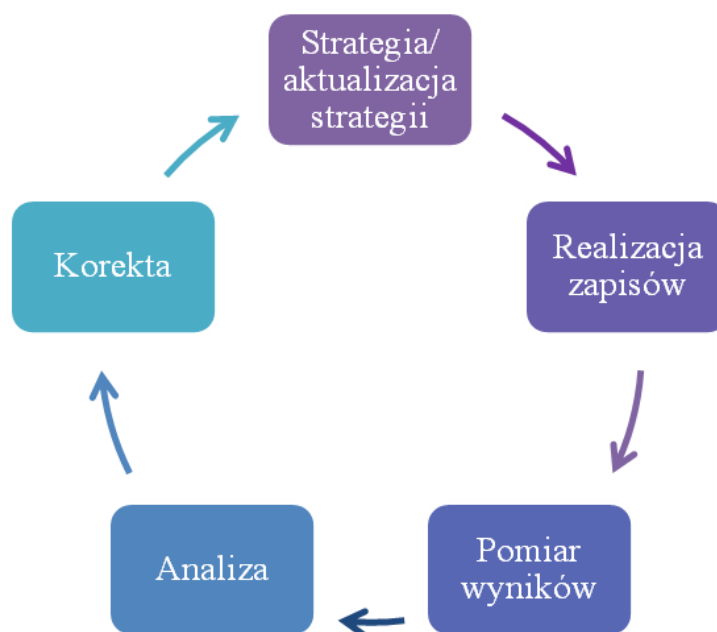 Strategia/
aktualizacja
strategii
Realizacja
zapisów
Pomiar
wyników
Analiza
Korekta